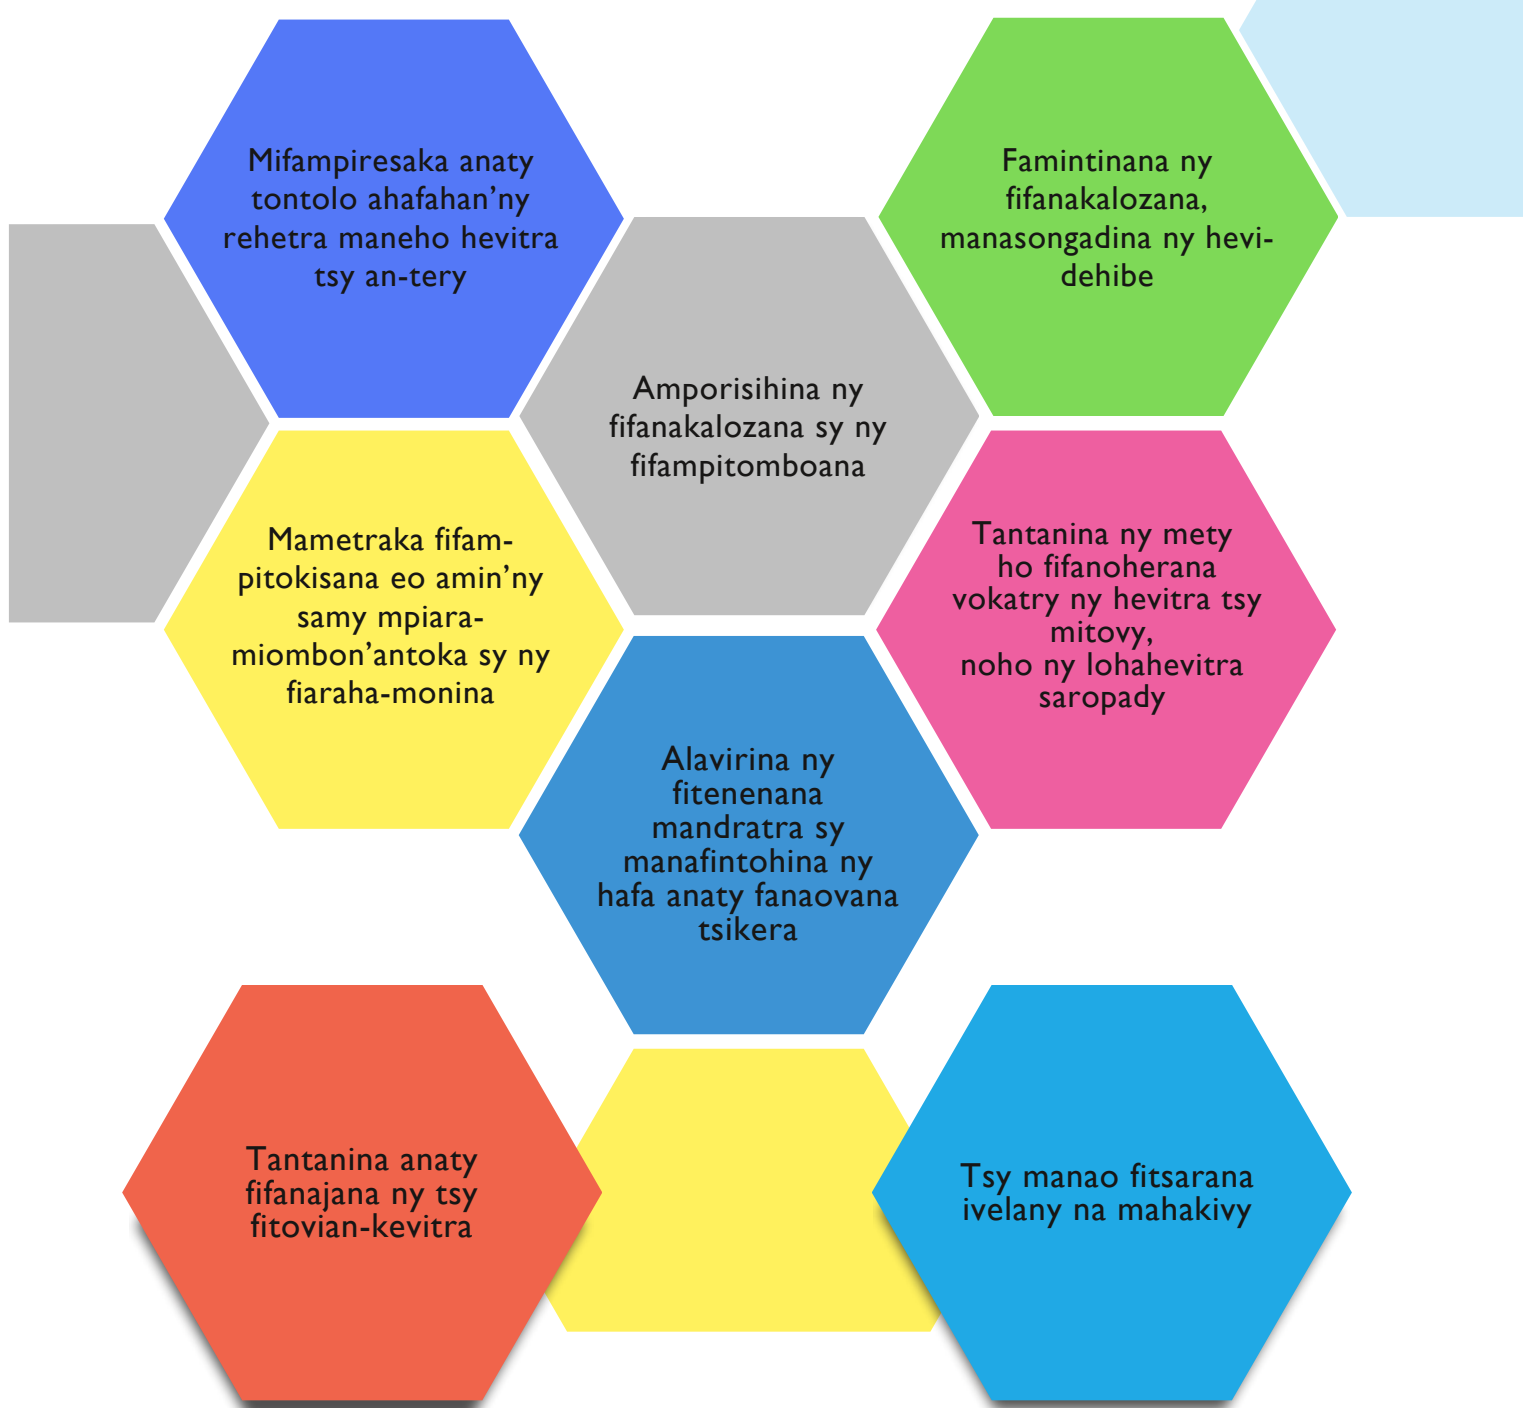 Mifampiresaka anaty
tontolo ahafahan’ny
rehetra maneho hevitra
tsy an-tery
Famintinana ny
fifanakalozana,
manasongadina ny hevi-
dehibe
Amporisihina ny
fifanakalozana sy ny
fifampitomboana
Mametraka fifam-
pitokisana eo amin’ny
samy mpiara-
miombon’antoka sy ny
fiaraha-monina
Tantanina ny mety
ho fifanoherana
vokatry ny hevitra tsy
mitovy,
noho ny lohahevitra
saropady
Alavirina ny
fitenenana
mandratra sy
manafintohina ny
hafa anaty fanaovana
tsikera
Tantanina anaty
fifanajana ny tsy
fitovian-kevitra
Tsy manao fitsarana
ivelany na mahakivy